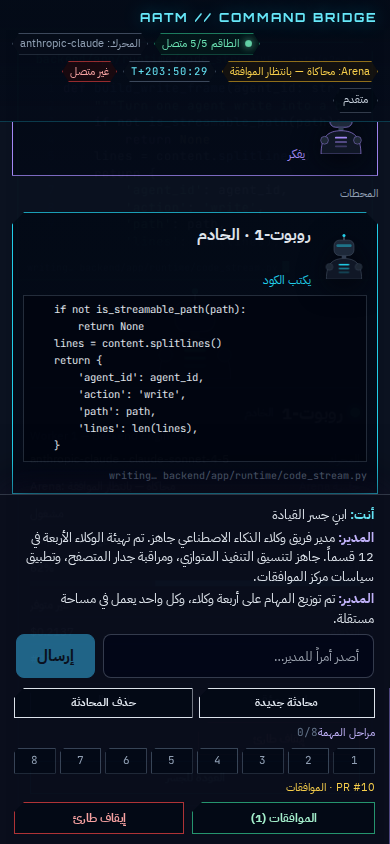 AATM // COMMAND BRIDGE
الطاقم 5/5 متصل
المحرك: anthropic-claude
Arena: محاكاة — بانتظار الموافقة
T+203:50:29
غير متصل
متقدم
يفكر
المحطات
روبوت-1 · الخادم
يكتب الكود
if not is_streamable_path(path):
return None
lines = content.splitlines()
return {
'agent_id': agent_id,
'action': 'write',
'path': path,
'lines': len(lines),
}
writing… backend/app/runtime/code_stream.py
أنت: ابنِ جسر القيادة
المدير: مدير فريق وكلاء الذكاء الاصطناعي جاهز. تم تهيئة الوكلاء الأربعة في
12 قسماً. جاهز لتنسيق التنفيذ المتوازي، ومراقبة جدار المتصفح، وتطبيق
سياسات مركز الموافقات.
المدير: تم توزيع المهام على أربعة وكلاء، وكل واحد يعمل في مساحة
مستقلة.
أصدر أمراً للمدير...
إرسال
محادثة جديدة
حذف المحادثة
مراحل المهمة
0/8
1
2
3
4
5
6
7
8
PR #10 · الموافقات
الموافقات (1)
إيقاف طارئ